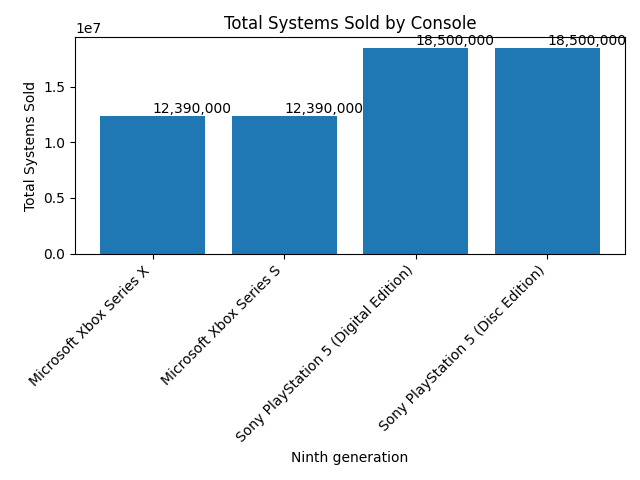 Total Systems Sold by Console
1e7
Total Systems Sold
1.5
1.0
0.5
0.0
12,390,000
12,390,000
18,500,000
18,500,000
Microsoft Xbox Series X
Microsoft Xbox Series S
Sony PlayStation 5 (Digital Edition)
Sony PlayStation 5 (Disc Edition)
Ninth generation